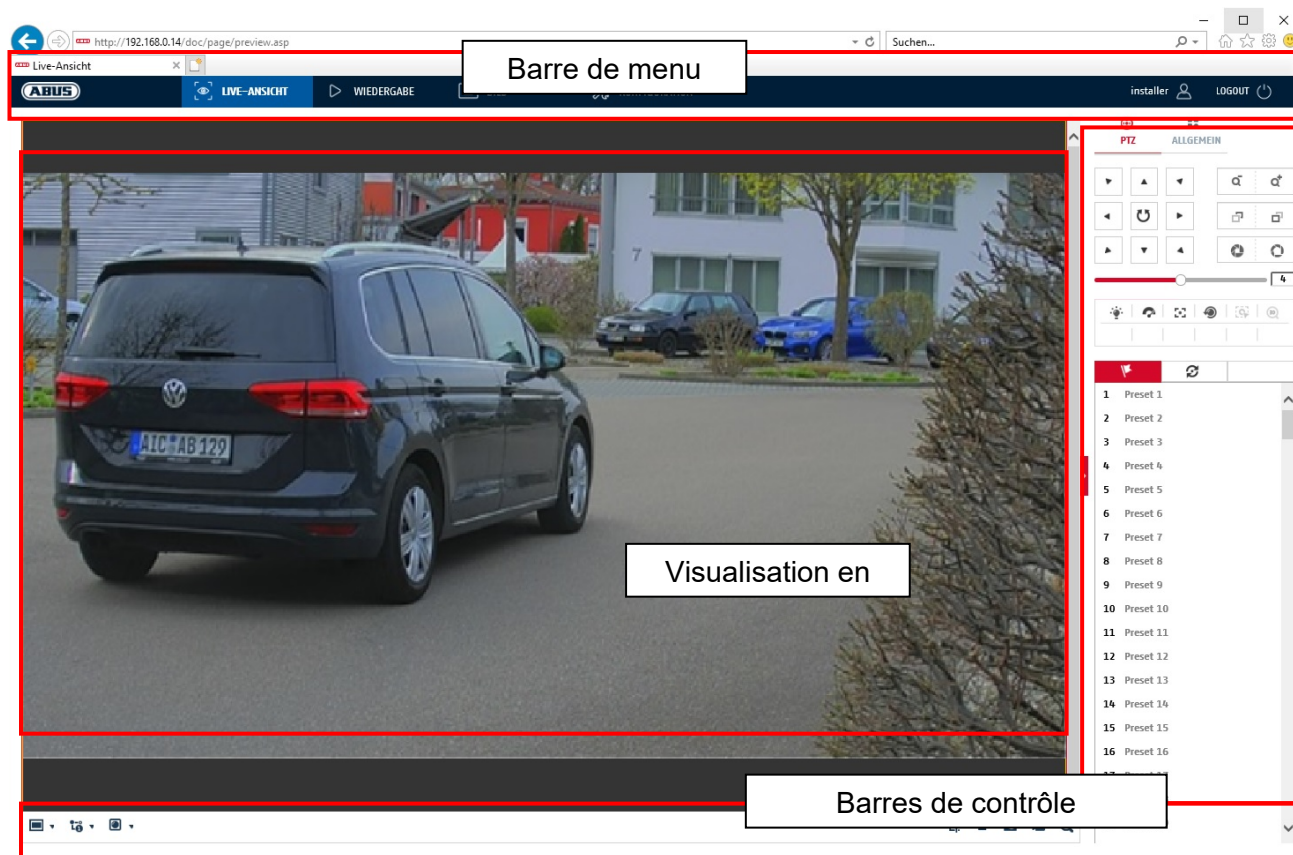 http://192.168.0.14/doc/page/preview.asp
Suchen...
Live-Ansicht
Barre de menu
ABUS
LIVE-ANSICHT
WIEDERGABE
installer
LOGOUT
PTZ
ALLGEMEIN
4
7
AIC AB 129
1 Preset 1
2 Preset 2
3 Preset 3
4 Preset 4
5 Preset 5
6 Preset 6
7 Preset 7
8 Preset 8
9 Preset 9
10 Preset 10
11 Preset 11
12 Preset 12
13 Preset 13
14 Preset 14
15 Preset 15
16 Preset 16
Visualisation en
Barres de contrôle